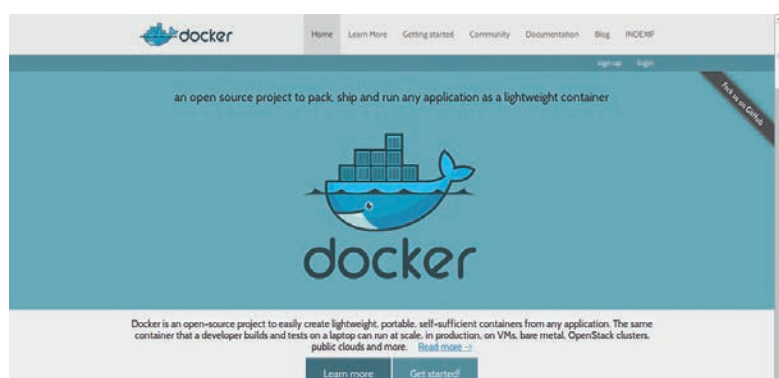 docker
Home Learn More Getting started Community Documentation Blog INDEX
sign up login
Fork us on GitHub
an open source project to pack, ship and run any application as a lightweight container
docker
Docker is an open-source project to easily create lightweight, portable, self-sufficient containers from any application. The same
container that a developer builds and tests on a laptop can run at scale, in production, on VMs, bare metal, OpenStack clusters,
public clouds and more. Read more ->
Learn more Get started!